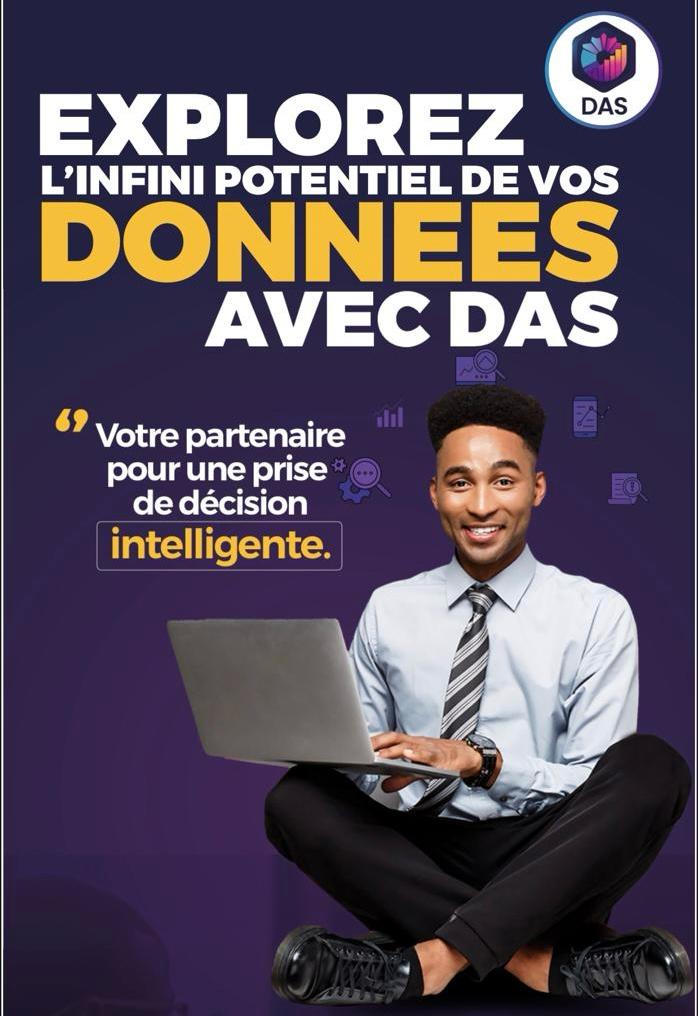 DAS
EXPLOREZ
L’INFINI POTENTIEL DE VOS
DONNEES
AVEC DAS
“ Votre partenaire
pour une prise
de décision
intelligente.